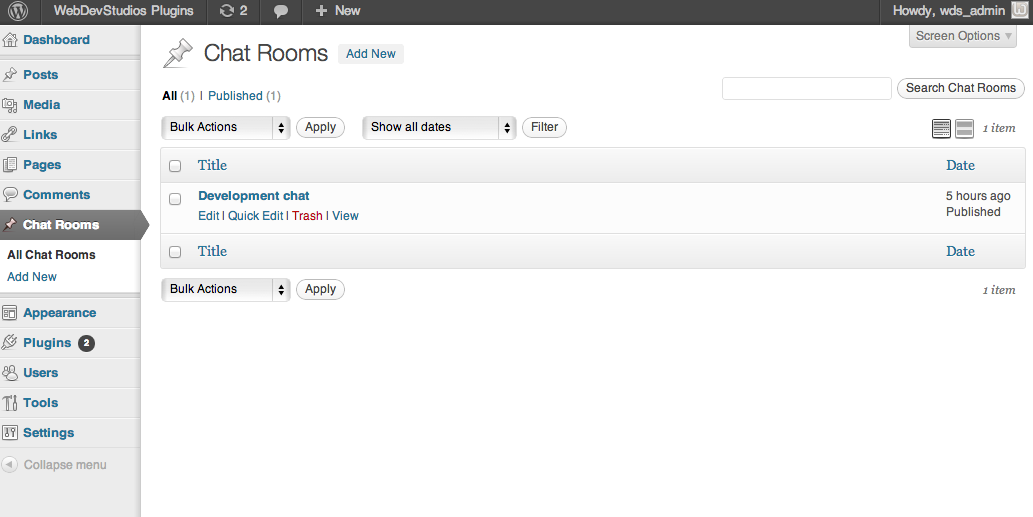 WebDevStudios Plugins 2 New Howdy, wds_admin
Screen Options
Dashboard
Posts
Media
Links
Pages
Comments
Chat Rooms
All Chat Rooms
Add New
Appearance
Plugins 2
Users
Tools
Settings
Collapse menu
Chat Rooms Add New
All (1) | Published (1)
Search Chat Rooms
Bulk Actions Apply Show all dates Filter 1 item
Title Date
Development chat 5 hours ago
Edit | Quick Edit | Trash | View Published
Title Date
Bulk Actions Apply 1 item